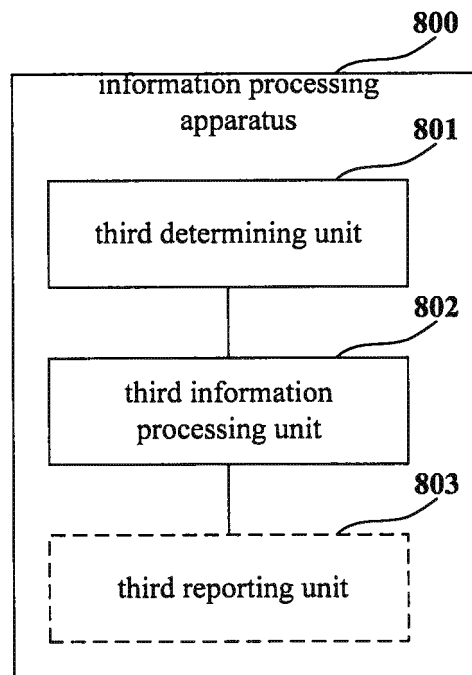 800
information processing
apparatus
801
third determining unit
802
third information
processing unit
803
third reporting unit